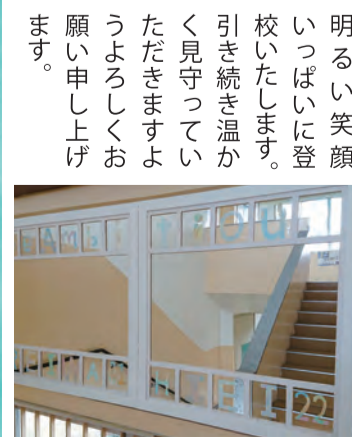 明るい笑顔
いっぱいに登
校いたします。
引き続き温か
く見守ってい
ただきますよ
うよろしくお
願い申し上げ
ます。
Ambitiou
22